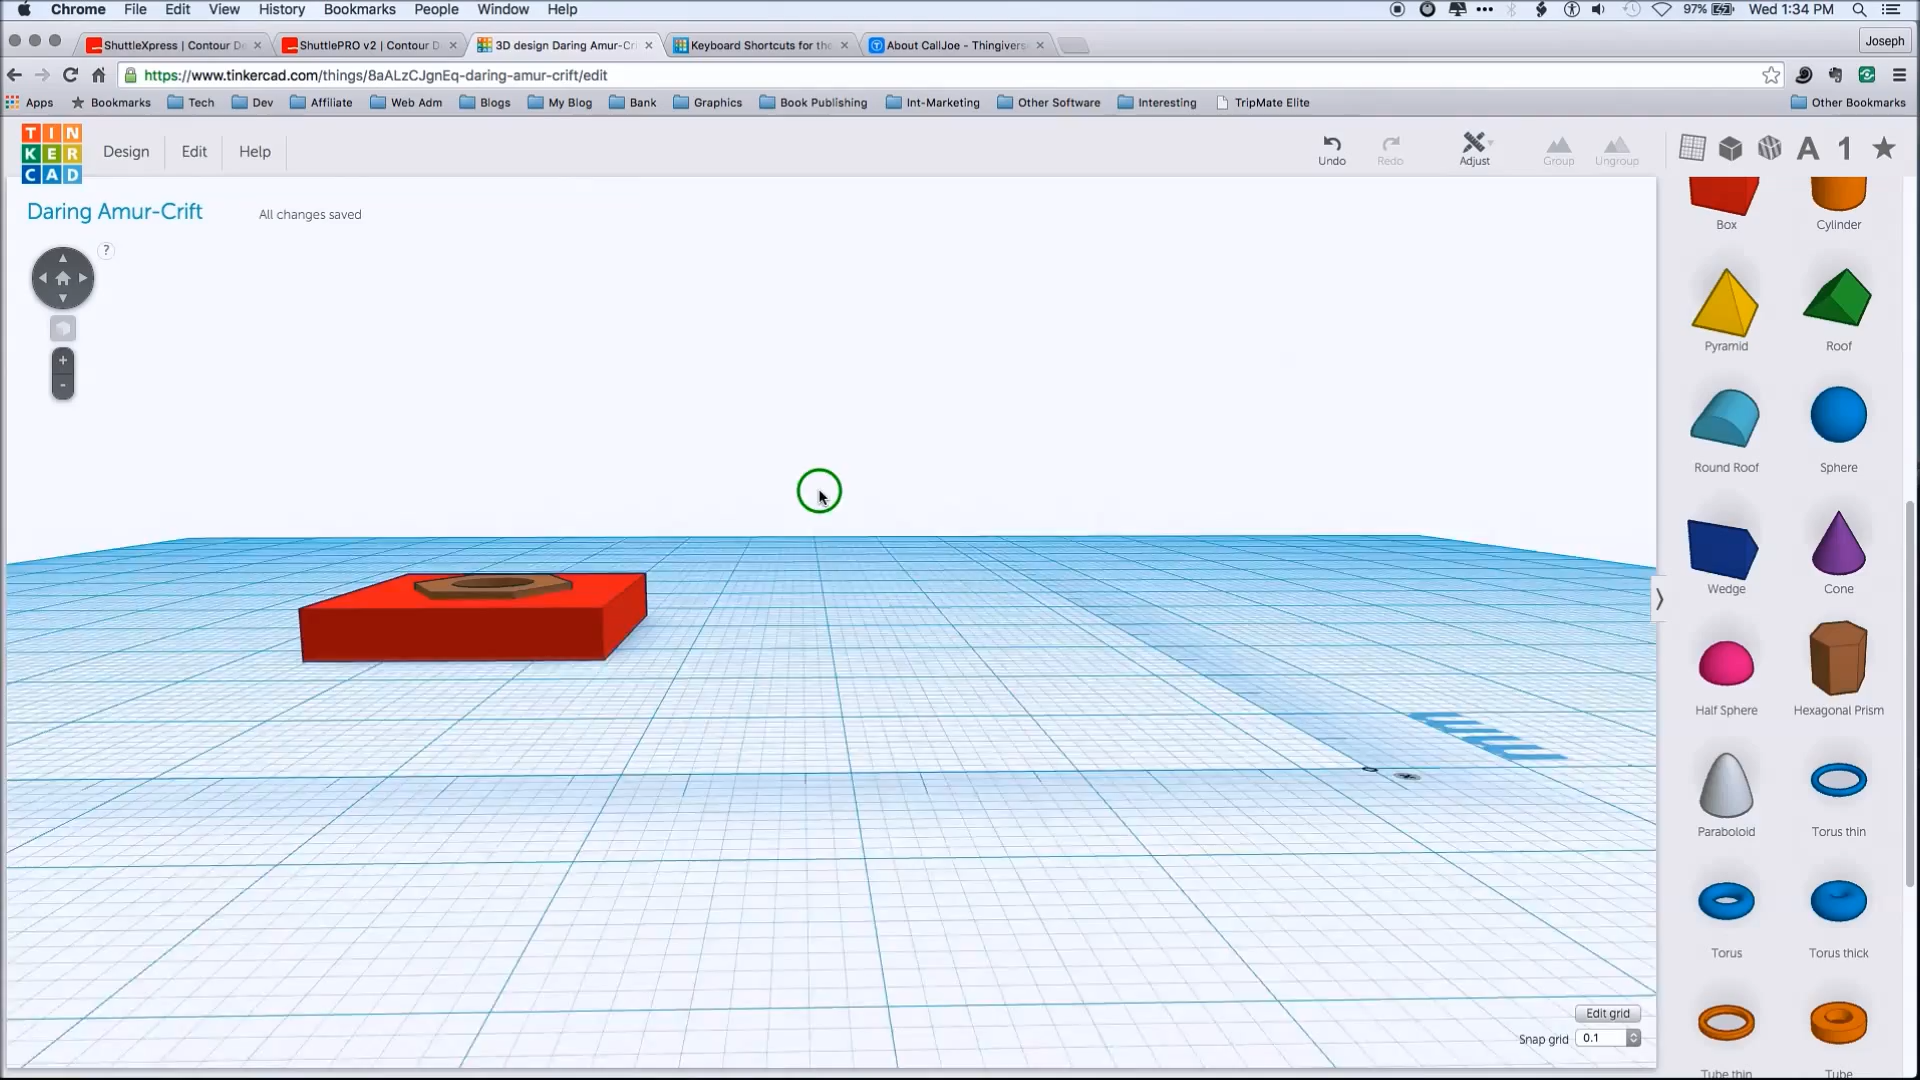 Chrome File Edit View History Bookmarks People Window Help 97% Wed 1:34 PM
ShuttleXpress | Contour De ShuttlePRO v2 | Contour D 3D design Daring Amur-Cri Keyboard Shortcuts for th About CallJoe - Thingivers Joseph
https://www.tinkercad.com/things/8aALzCJgnEq-daring-amur-crift/edit
Apps Bookmarks Tech Dev Affiliate Web Adm Blogs My Blog Bank Graphics Book Publishing Int-Marketing Other Software Interesting TripMate Elite Other Bookmarks
TIN
KER
CAD
Design Edit Help Undo Redo Adjust Group Ungroup A 1
Daring Amur-Crift All changes saved
?
+
-
Box Cylinder
Pyramid Roof
Round Roof Sphere
Wedge Cone
Half Sphere Hexagonal Prism
Paraboloid Torus thin
Torus Torus thick
Edit grid
Snap grid 0.1
Tube thin Tube